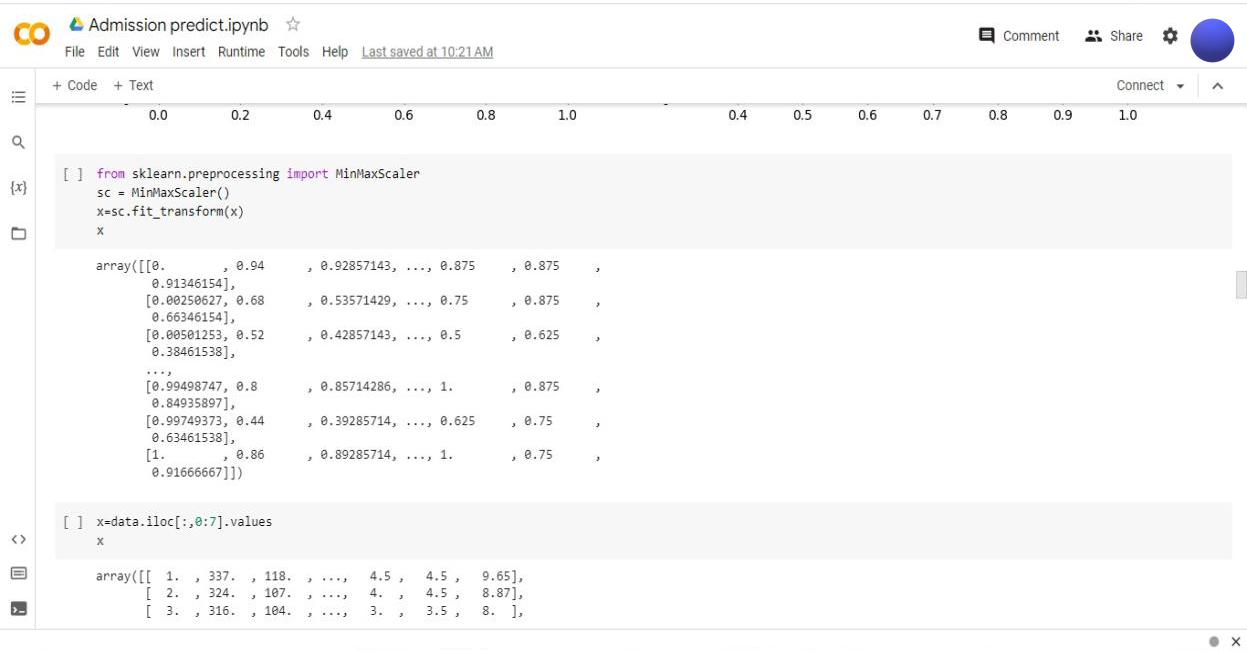 Admission predict.ipynb
Comment
Share
File Edit View Insert Runtime Tools Help Last saved at 10:21 AM
+ Code + Text
Connect
0.0 0.2 0.4 0.6 0.8 1.0 0.4 0.5 0.6 0.7 0.8 0.9 1.0
[ ] from sklearn.preprocessing import MinMaxScaler
sc = MinMaxScaler()
x=sc.fit_transform(x)
x
array([[0. , 0.94 , 0.92857143, ..., 0.875 , 0.875 ,
0.91346154],
[0.00250627, 0.68 , 0.53571429, ..., 0.75 , 0.875 ,
0.66346154],
[0.00501253, 0.52 , 0.42857143, ..., 0.5 , 0.625 ,
0.38461538],
...,
[0.99498747, 0.8 , 0.85714286, ..., 1. , 0.875 ,
0.84935897],
[0.99749373, 0.44 , 0.39285714, ..., 0.625 , 0.75 ,
0.63461538],
[1. , 0.86 , 0.89285714, ..., 1. , 0.75 ,
0.91666667]])
[ ] x=data.iloc[:,0:7].values
x
array([[ 1. , 337. , 118. , ..., 4.5 , 4.5 , 9.65],
[ 2. , 324. , 107. , ..., 4. , 4.5 , 8.87],
[ 3. , 316. , 104. , ..., 3. , 3.5 , 8. ],